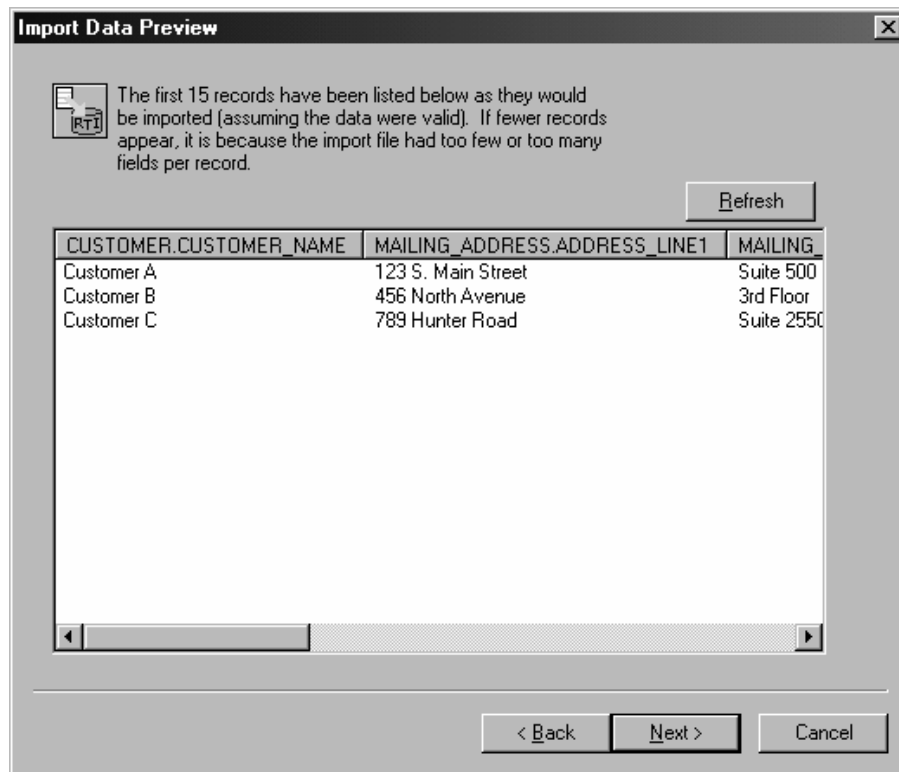 Import Data Preview
RTI
The first 15 records have been listed below as they would
be imported (assuming the data were valid).  If fewer records
appear, it is because the import file had too few or too many
fields per record.
Refresh
CUSTOMER.CUSTOMER_NAME MAILING_ADDRESS.ADDRESS_LINE1 MAILING_
Customer A 123 S. Main Street Suite 500
Customer B 456 North Avenue 3rd Floor
Customer C 789 Hunter Road Suite 2550
< Back Next > Cancel